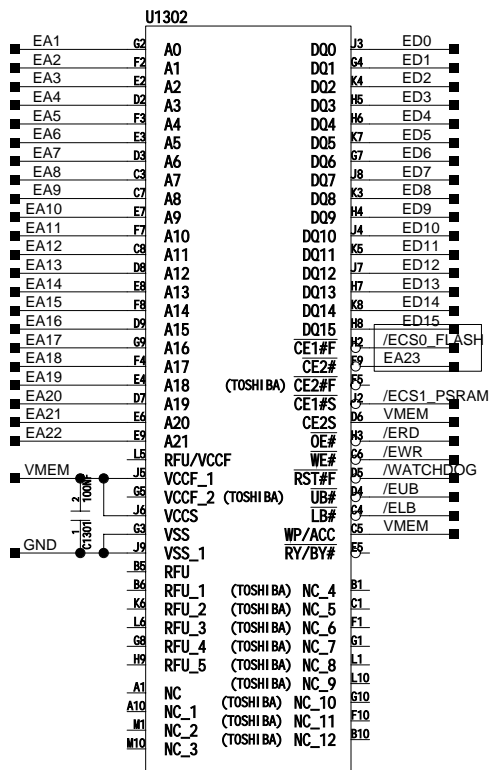 U1302
EA1 G2 A0 DQ0 J3 ED0
EA2 F2 A1 DQ1 G4 ED1
EA3 E2 A2 DQ2 K4 ED2
EA4 D2 A3 DQ3 H5 ED3
EA5 F3 A4 DQ4 H6 ED4
EA6 E3 A5 DQ5 K7 ED5
EA7 D3 A6 DQ6 G7 ED6
EA8 C3 A7 DQ7 J8 ED7
EA9 C7 A8 DQ8 K3 ED8
EA10 E7 A9 DQ9 H4 ED9
EA11 F7 A10 DQ10 J4 ED10
EA12 C8 A11 DQ11 K5 ED11
EA13 D8 A12 DQ12 J7 ED12
EA14 E8 A13 DQ13 H7 ED13
EA15 F8 A14 DQ14 K8 ED14
EA16 D9 A15 DQ15 H8 ED15
EA17 G9 A16 CE1#F H2 /ECS0_FLASH
EA18 F4 A17 CE2# F9 EA23
EA19 E4 A18 (TOSHIBA) CE2#F F5
EA20 D7 A19 CE1#S J2 /ECS1_PSRAM
EA21 E6 A20 CE2S D6 VMEM
EA22 E9 A21 OE# H3 /ERD
L5 RFU/VCCF WE# C6 /EWR
VMEM J5 VCCF_1 RST#F D5 /WATCHDOG
2 100NF G5 VCCF_2 (TOSHIBA) UB# D4 /EUB
J6 VCCS LB# C4 /ELB
1 C1301 G3 VSS WP/ACC C5 VMEM
GND J9 VSS_1 RY/BY# E5
B5 RFU
B6 RFU_1 (TOSHIBA) NC_4 B1
K6 RFU_2 (TOSHIBA) NC_5 C1
L6 RFU_3 (TOSHIBA) NC_6 F1
G8 RFU_4 (TOSHIBA) NC_7 G1
H9 RFU_5 (TOSHIBA) NC_8 L1
(TOSHIBA) NC_9 L10
A1 NC (TOSHIBA) NC_10 G10
A10 NC_1 (TOSHIBA) NC_11 F10
M1 NC_2 (TOSHIBA) NC_12 B10
M10 NC_3